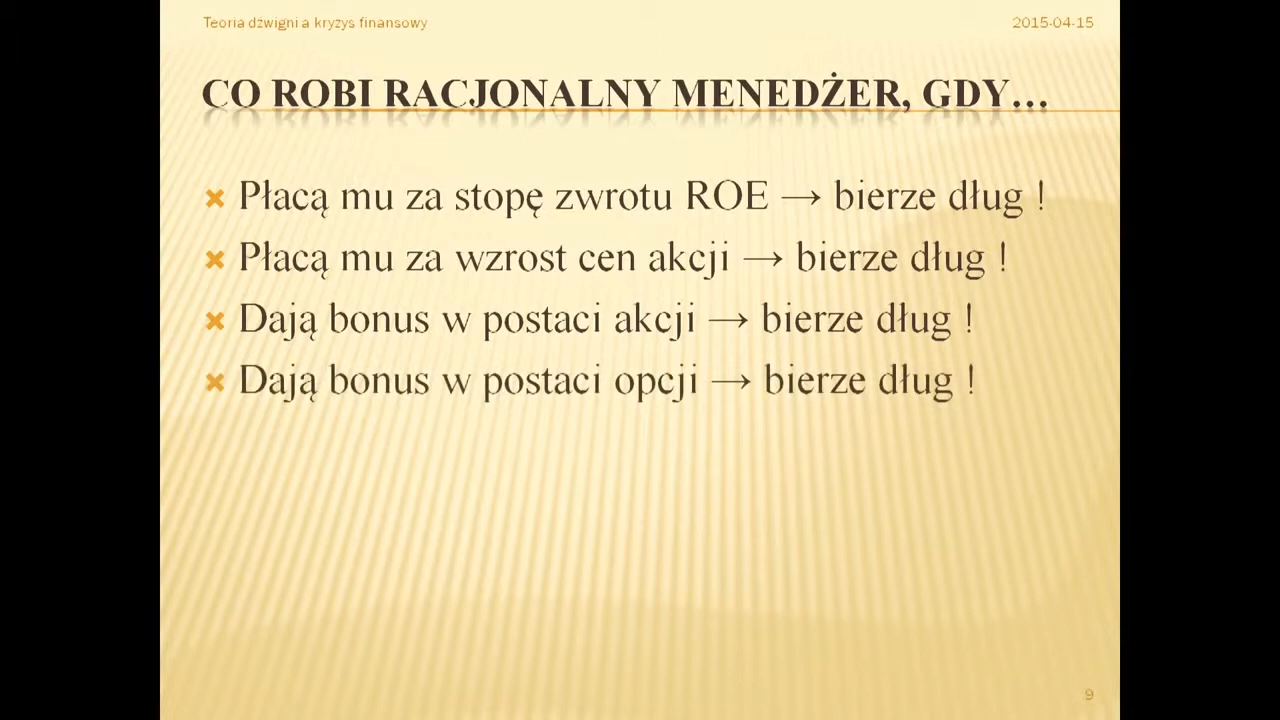 Teoria dźwigni a kryzys finansowy 2015-04-15
CO ROBI RACJONALNY MENEDŻER, GDY…
Płacą mu za stopę zwrotu ROE → bierze dług !
Płacą mu za wzrost cen akcji → bierze dług !
Dają bonus w postaci akcji → bierze dług !
Dają bonus w postaci opcji → bierze dług !
9